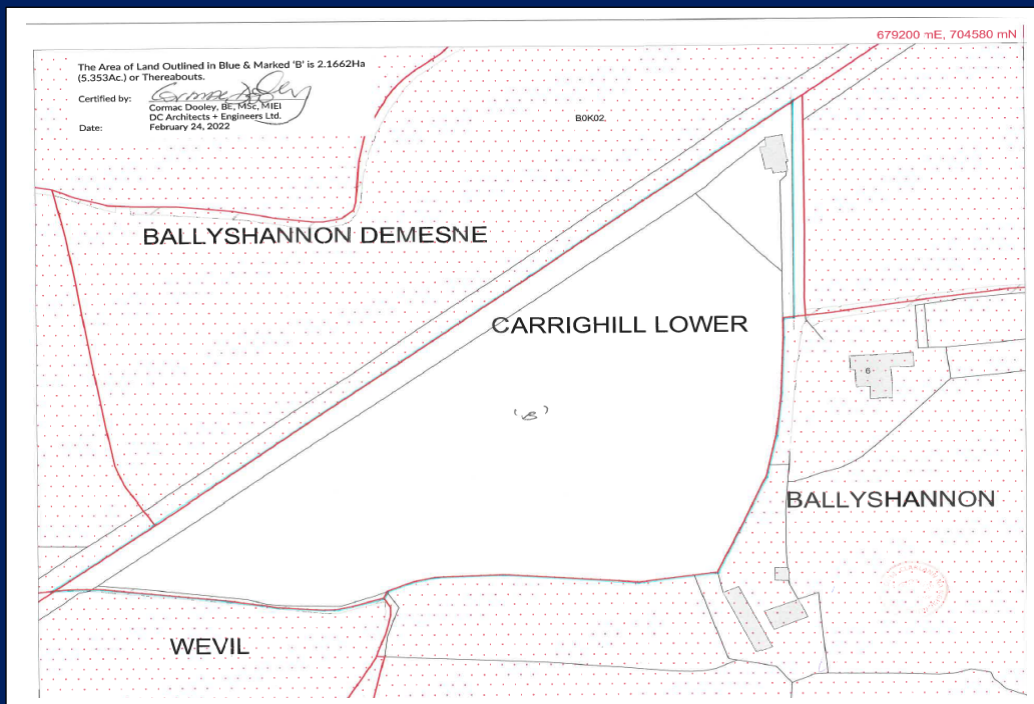 679200 mE, 704580 mN
The Area of Land Outlined in Blue & Marked 'B' is 2.1662Ha
(5.353Ac.) or Thereabouts.
Certified by:
Cormac Dooley, BE, MSc, MIEI
DC Architects + Engineers Ltd.
Date: February 24, 2022
B0K02.
BALLYSHANNON DEMESNE
CARRIGHILL LOWER
6
('B')
BALLYSHANNON
WEVIL